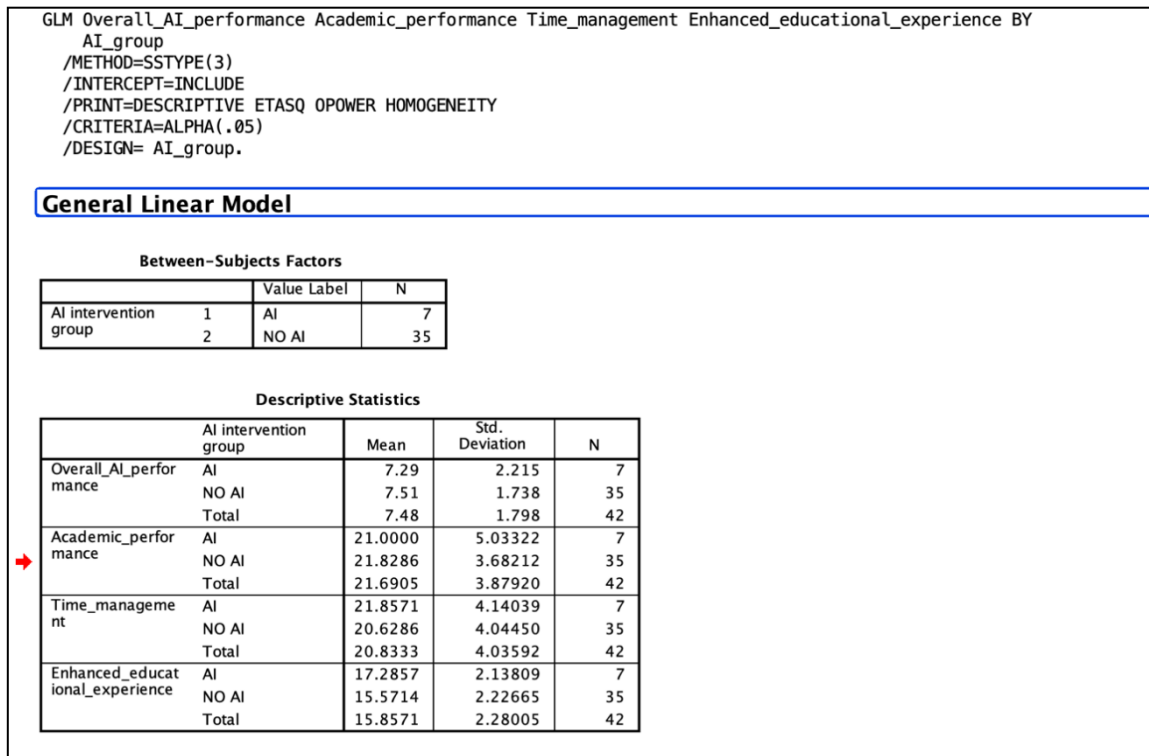 GLM Overall_AI_performance Academic_performance Time_management Enhanced_educational_experience BY
AI_group
/METHOD=SSTYPE(3)
/INTERCEPT=INCLUDE
/PRINT=DESCRIPTIVE ETASQ OPOWER HOMOGENEITY
/CRITERIA=ALPHA(.05)
/DESIGN= AI_group.
General Linear Model
Between-Subjects Factors
Value Label N
AI intervention 1 AI 7
group 2 NO AI 35
Descriptive Statistics
AI intervention Std.
group Mean Deviation N
Overall_AI_perfor AI 7.29 2.215 7
mance NO AI 7.51 1.738 35
Total 7.48 1.798 42
Academic_perfor AI 21.0000 5.03322 7
mance NO AI 21.8286 3.68212 35
Total 21.6905 3.87920 42
Time_manageme AI 21.8571 4.14039 7
nt NO AI 20.6286 4.04450 35
Total 20.8333 4.03592 42
Enhanced_educat AI 17.2857 2.13809 7
ional_experience NO AI 15.5714 2.22665 35
Total 15.8571 2.28005 42